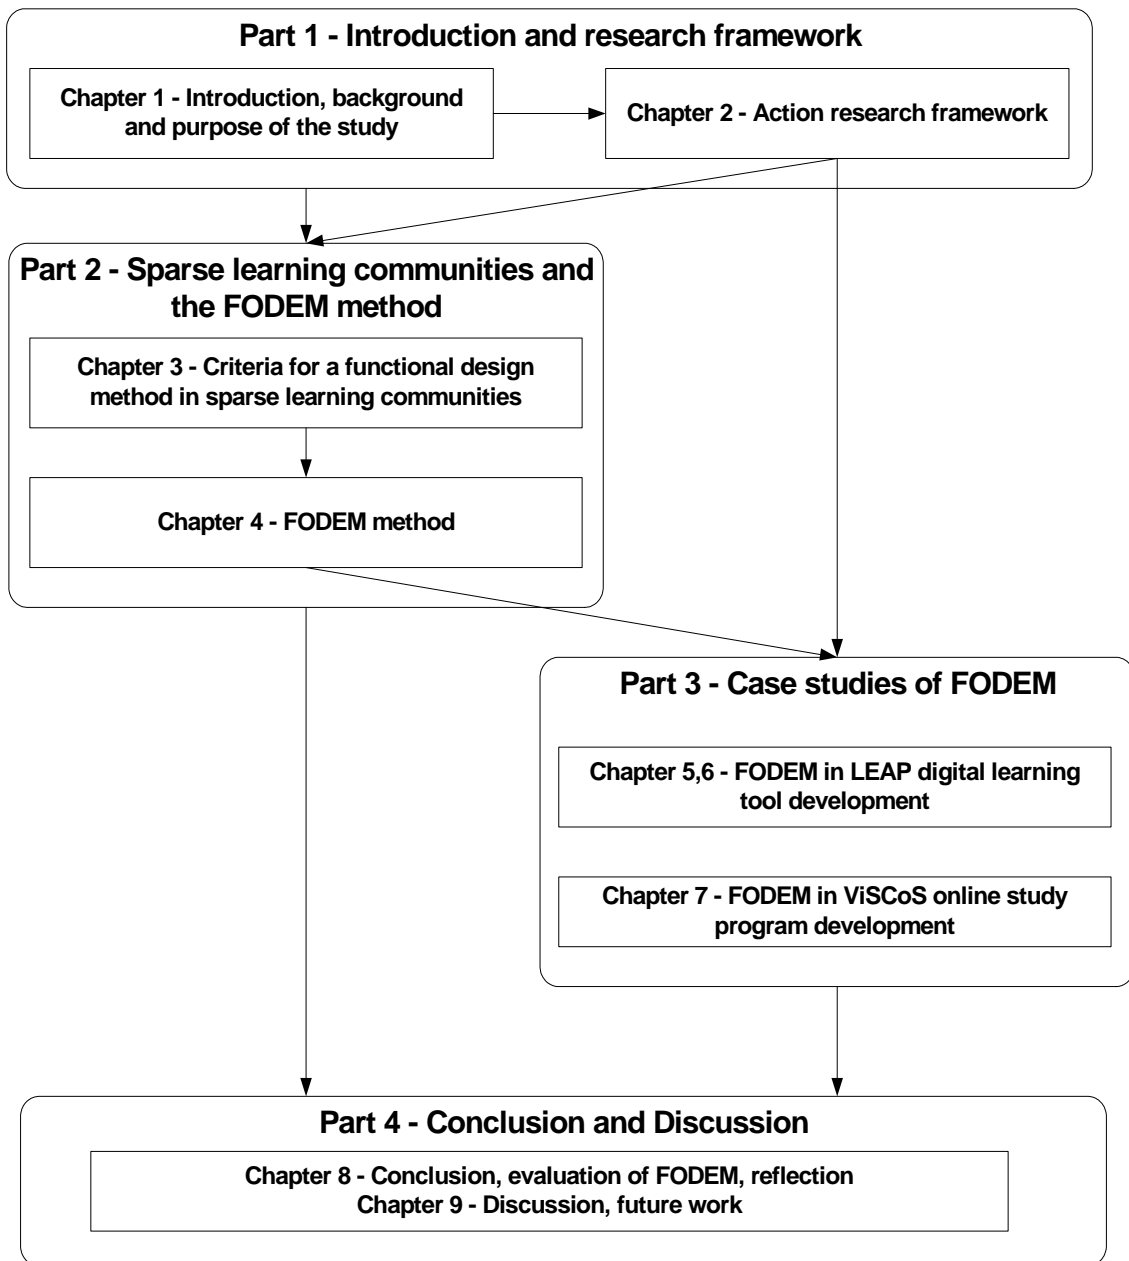 Part 1 - Introduction and research framework
Chapter 1 - Introduction, background
and purpose of the study
Chapter 2 - Action research framework
Part 2 - Sparse learning communities and
the FODEM method
Chapter 3 - Criteria for a functional design
method in sparse learning communities
Chapter 4 - FODEM method
Part 3 - Case studies of FODEM
Chapter 5,6 - FODEM in LEAP digital learning
tool development
Chapter 7 - FODEM in ViSCoS online study
program development
Part 4 - Conclusion and Discussion
Chapter 8 - Conclusion, evaluation of FODEM, reflection
Chapter 9 - Discussion, future work